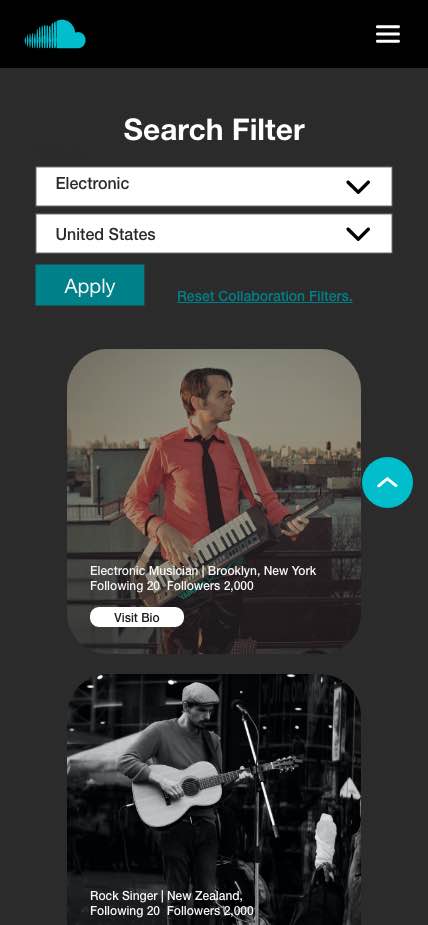 Search Filter
Electronic
United States
Apply
Reset Collaboration Filters.
Electronic Musician | Brooklyn, New York
Following 20  Followers 2,000
Visit Bio
Rock Singer | New Zealand,
Following 20  Followers 2,000